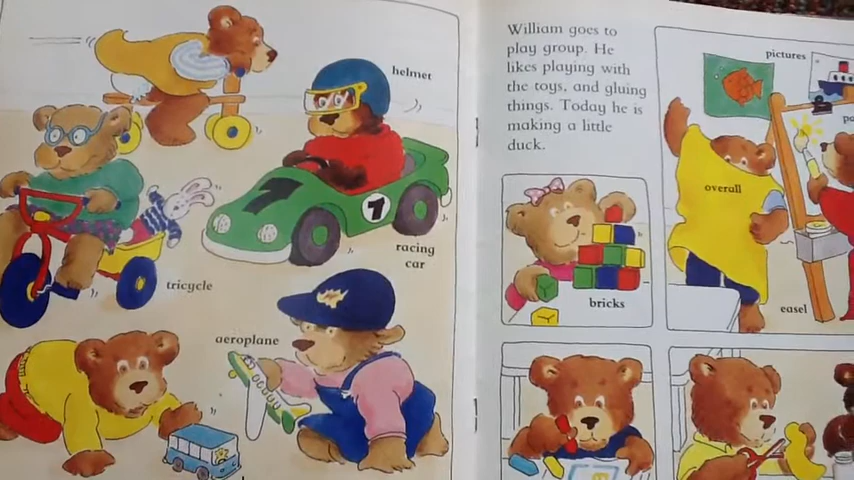 helmet
7
racing
car
tricycle
aeroplane
William goes to
play group. He
likes playing with
the toys, and gluing
things. Today he is
making a little
duck.
bricks
pictures
overall
easel